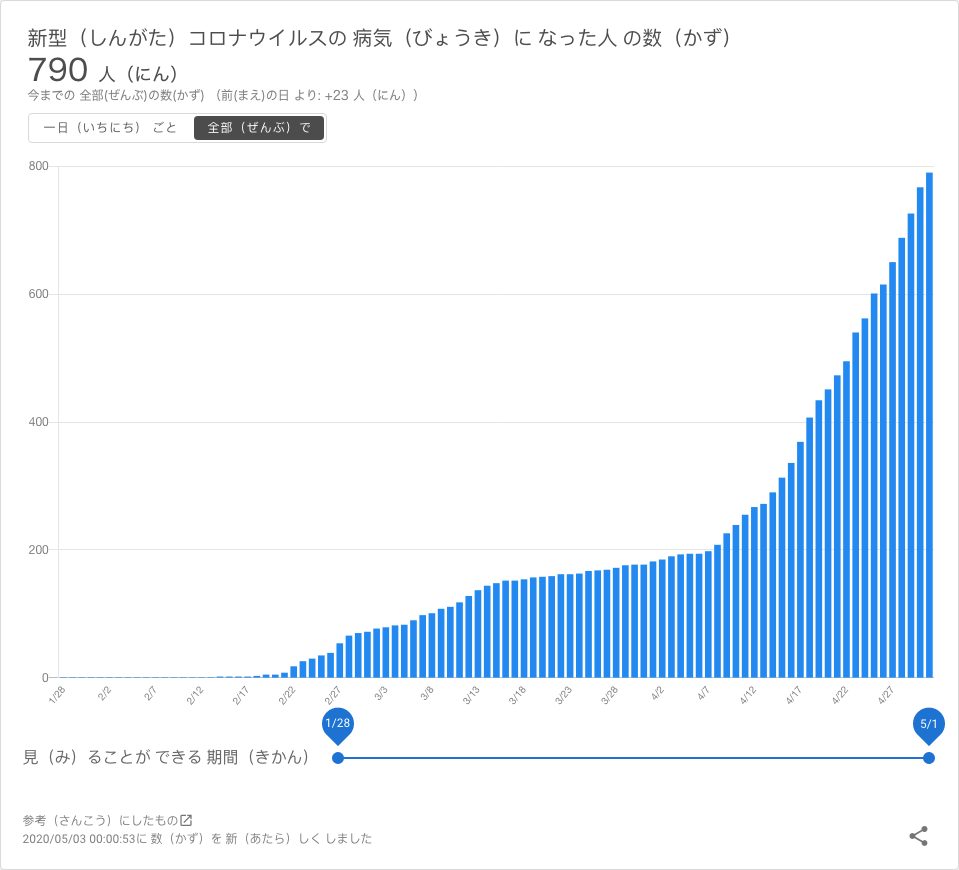 新型（しんがた）コロナウイルスの 病気（びょうき）に なった人 の数（かず）
790 人（にん）
今までの 全部(ぜんぶ)の数(かず) （前(まえ)の日 より: +23 人（にん））
一日（いちにち） ごと 全部（ぜんぶ）で
800
600
400
200
0
1/28 2/2 2/7 2/12 2/17 2/22 2/27 3/3 3/8 3/13 3/18 3/23 3/28 4/2 4/7 4/12 4/17 4/22 4/27
1/28 5/1
見（み）ることが できる 期間（きかん）
参考（さんこう）にしたもの
2020/05/03 00:00:53に 数（かず）を 新（あたら）しく しました